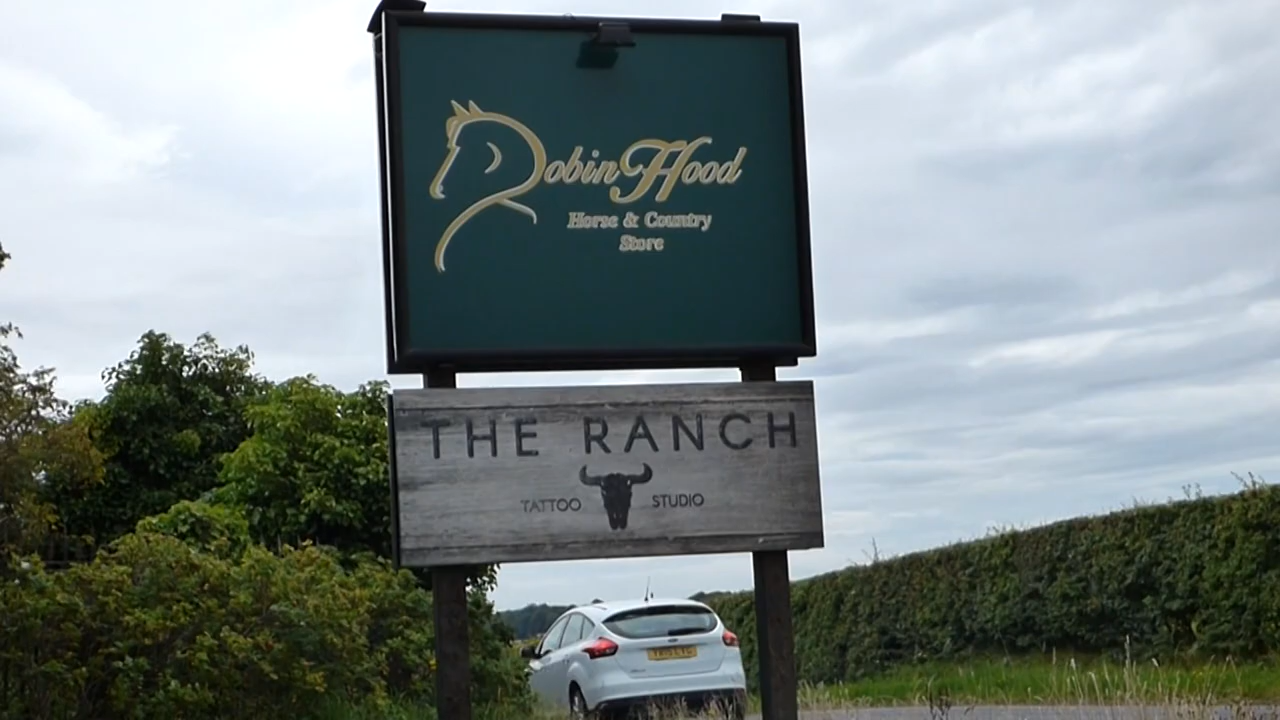 Robin Hood
Horse & Country
Store
THE RANCH
TATTOO STUDIO